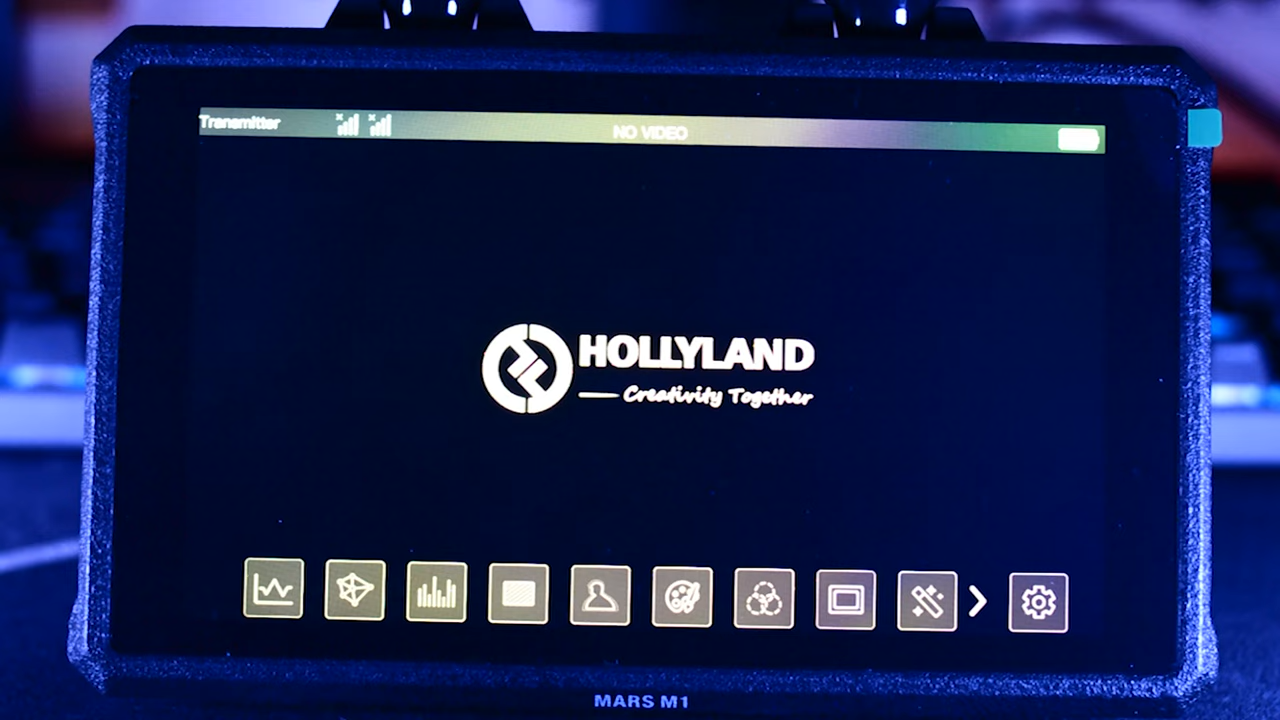 Transmitter
NO VIDEO
HOLLYLAND
Creativity Together
MARS M1